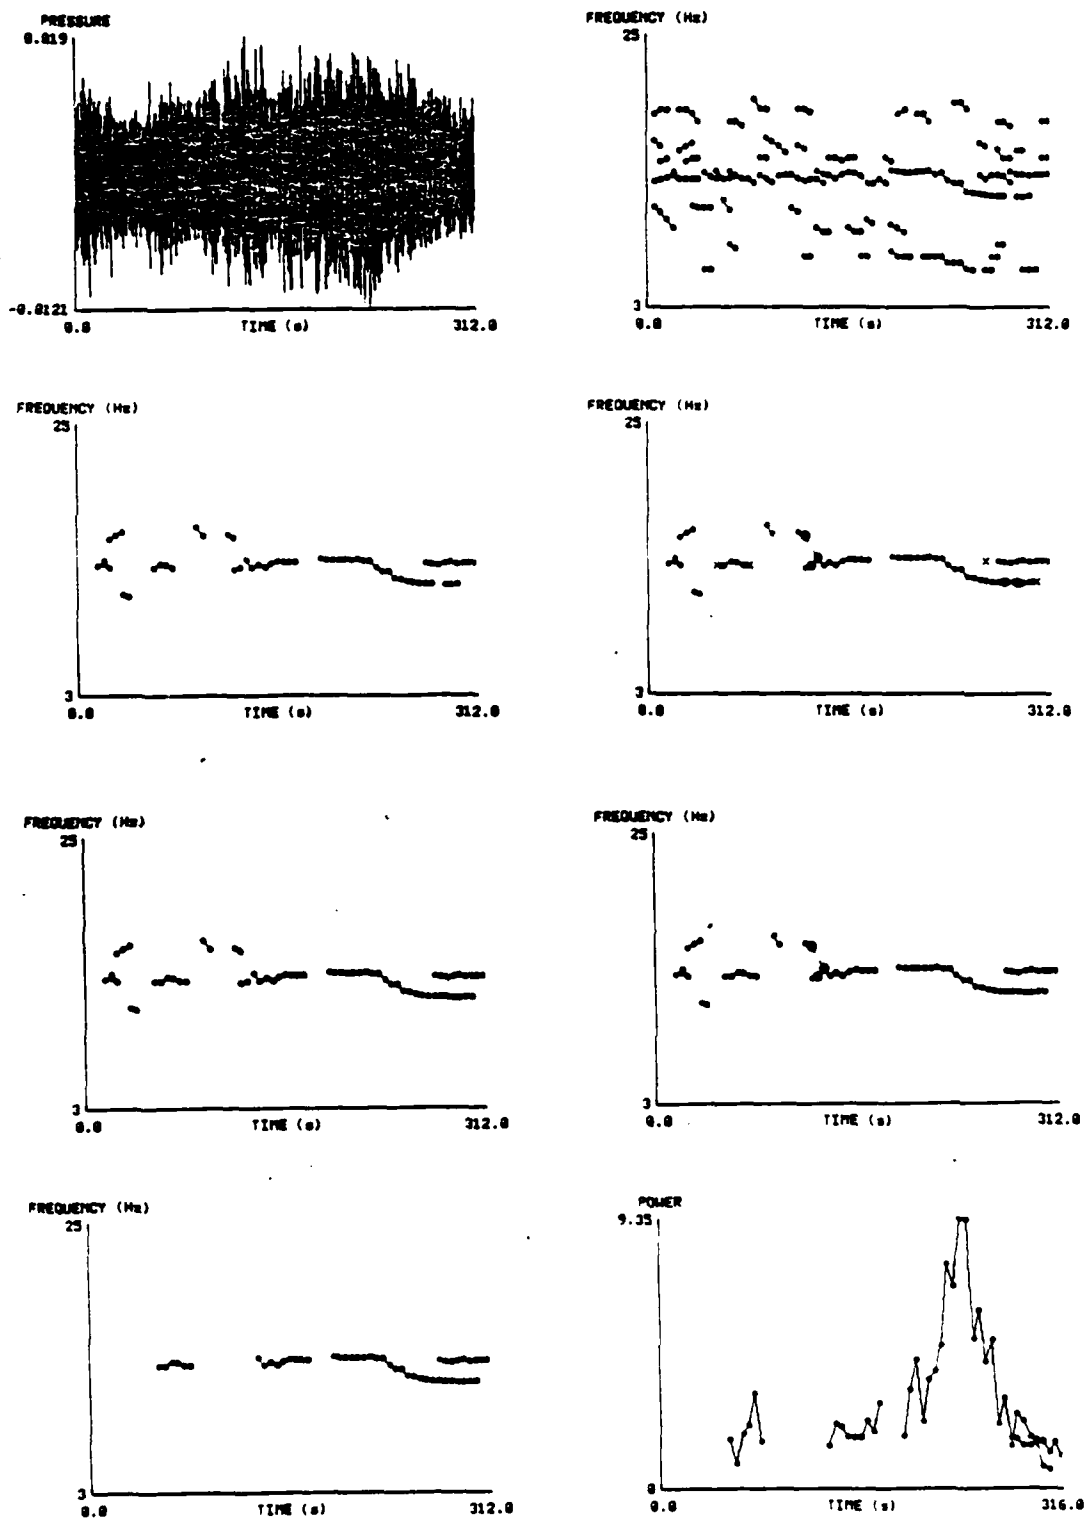 PRESSURE
0.019
-0.0121
0.0 TIME (s) 312.0
FREQUENCY (Hz)
25
3
0.0 TIME (s) 312.0
FREQUENCY (Hz)
25
3
0.0 TIME (s) 312.0
FREQUENCY (Hz)
25
3
0.0 TIME (s) 312.0
FREQUENCY (Hz)
25
3
0.0 TIME (s) 312.0
FREQUENCY (Hz)
25
3
0.0 TIME (s) 312.0
FREQUENCY (Hz)
25
3
0.0 TIME (s) 312.0
POWER
9.35
0
0.0 TIME (s) 316.0